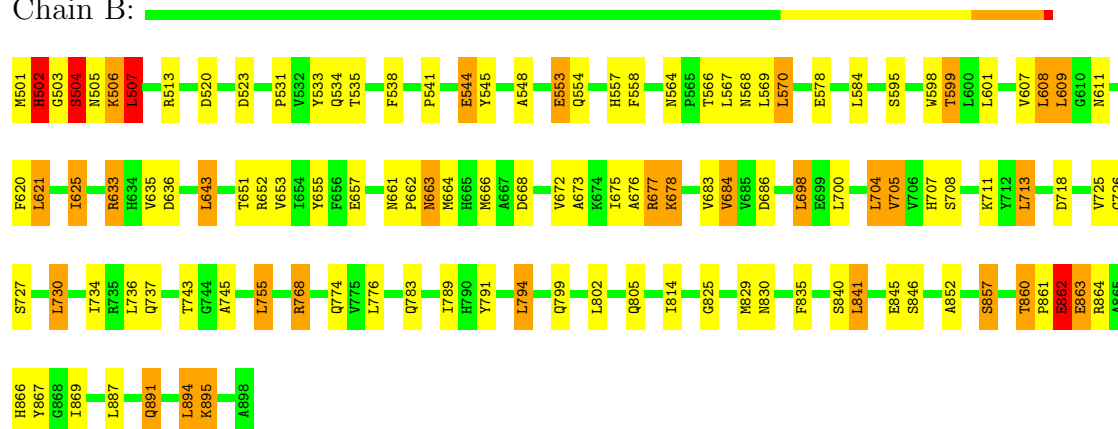 Chain B:
M501 H502 G503 S504 N505 K506 L507 R513 D520 D523 P531 V532 Y533 Q534 T535 F538 P541 E544 Y545 A548 E553 Q554 H557 F558 N564 P565 T566 L567 N568 L569 L570 E578 L584 S595 W598 T599 L600 L601 V607 L608 L609 G610 N611
F620 L621 I625 R633 H634 V635 D636 L643 T651 R652 V653 I654 Y655 F656 E657 N661 P662 N663 M664 H665 M666 A667 D668 V672 A673 K674 I675 A676 R677 K678 V683 V684 V685 D686 L698 E699 L700 L704 V705 V706 H707 S708 K711 Y712 L713 D718 V725
S727 L730 I734 R735 L736 Q737 T743 G744 A745 L755 R768 Q774 V775 L776 Q783 I789 H790 Y791 L794 Q799 L802 Q805 I814 G825 M829 N830 F835 S840 L841 E845 S846 A852 S857 T860 P861 E862 E863 R864 A865
H866 Y867 G868 I869 L887 Q891 L894 K895 A898